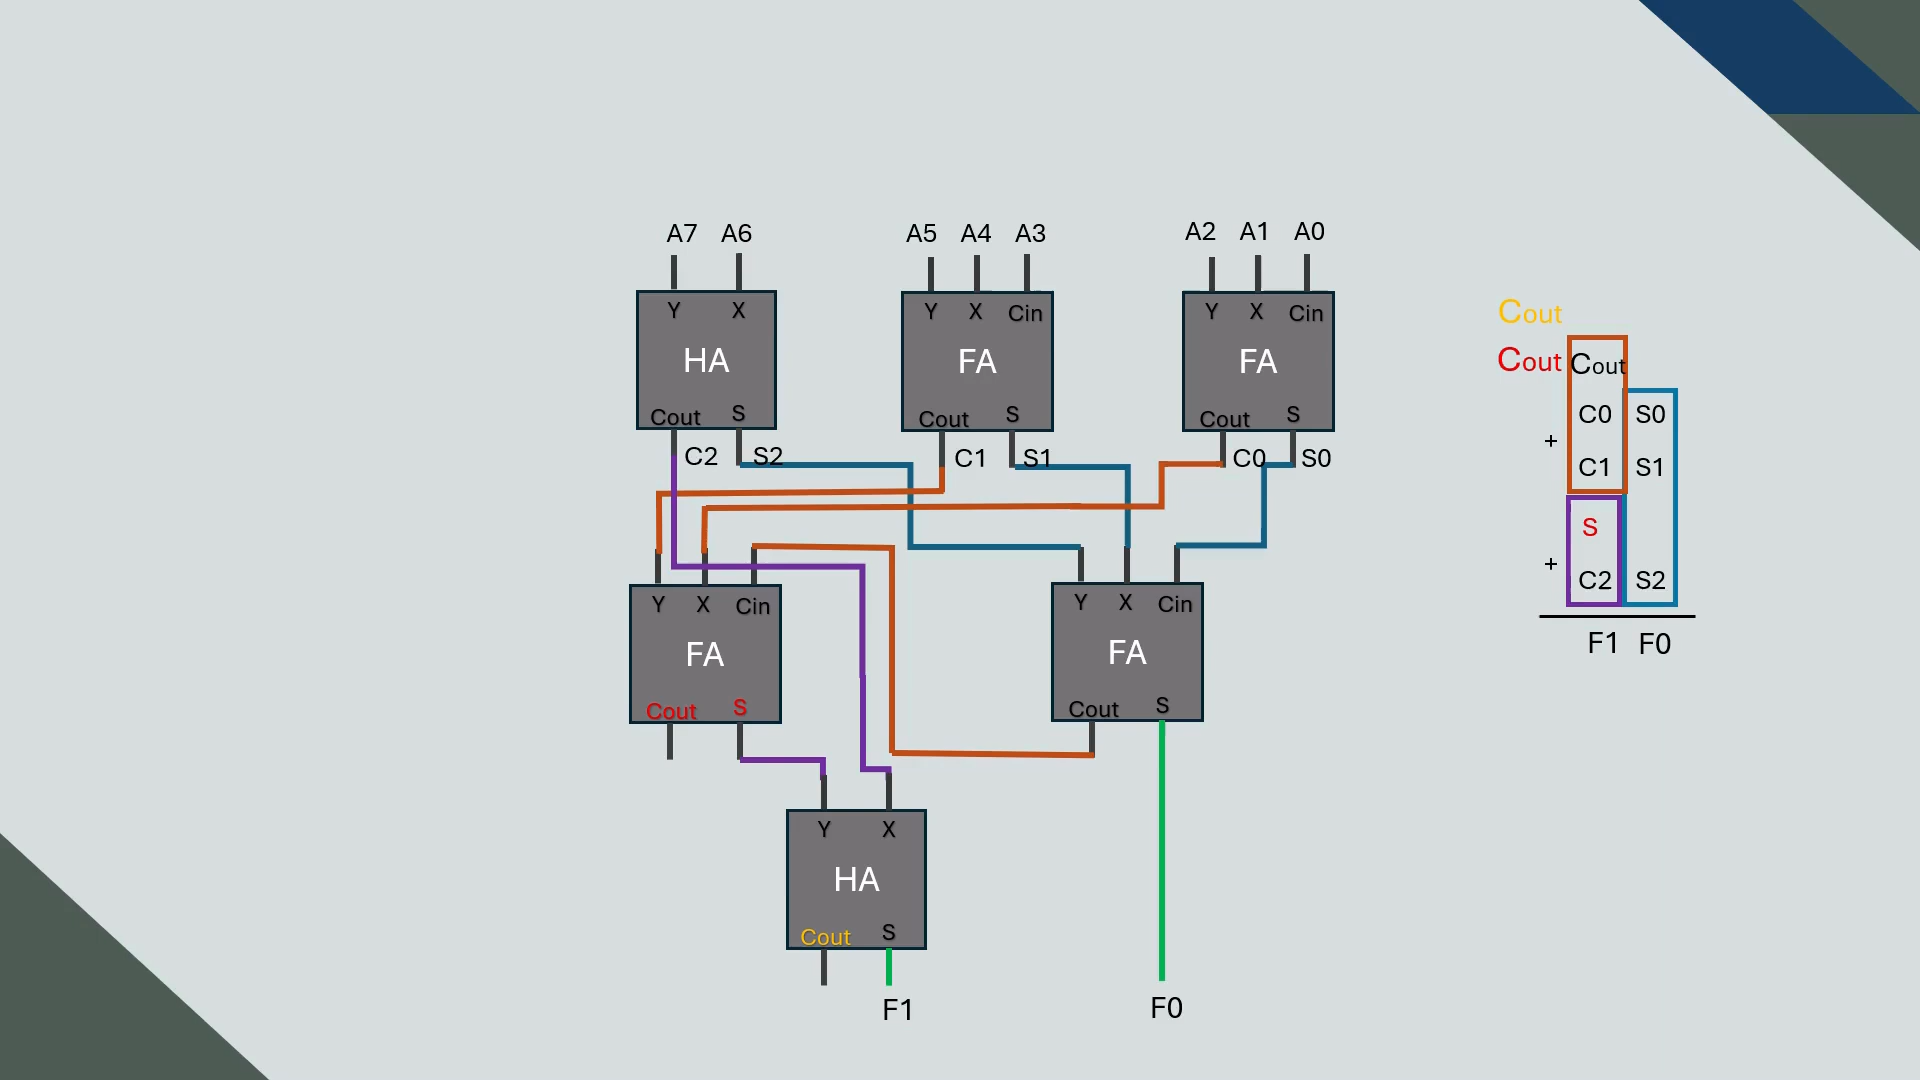 A7 A6 A5 A4 A3 A2 A1 A0
Y X Y X Cin Y X Cin
HA FA FA
Cout S Cout S Cout S
C2 S2 C1 S1 C0 S0
Y X Cin Y X Cin
FA FA
Cout S Cout S
Y X
HA
Cout S
F1 F0
Cout
Cout Cout
C0 S0
+
C1 S1
S
+
C2 S2
F1 F0